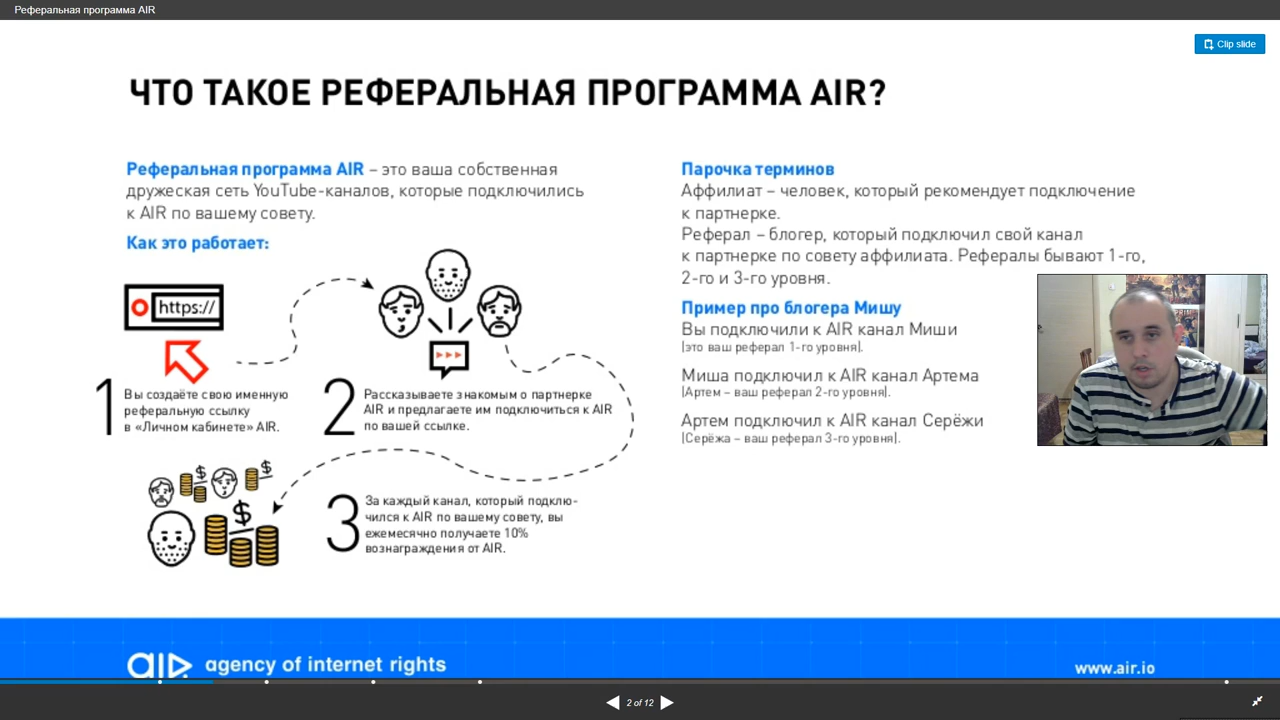 Реферальная программа AIR
Clip slide
ЧТО ТАКОЕ РЕФЕРАЛЬНАЯ ПРОГРАММА AIR?
Реферальная программа AIR – это ваша собственная
дружеская сеть YouTube-каналов, которые подключились
к AIR по вашему совету.
Как это работает:
https://
1
Вы создаёте свою именную
реферальную ссылку
в «Личном кабинете» AIR.
2
Рассказываете знакомым о партнерке
AIR и предлагаете им подключиться к AIR
по вашей ссылке.
3
За каждый канал, который подклю-
чился к AIR по вашему совету, вы
ежемесячно получаете 10%
вознаграждения от AIR.
$ $
$
Парочка терминов
Аффилиат – человек, который рекомендует подключение
к партнерке.
Реферал – блогер, который подключил свой канал
к партнерке по совету аффилиата. Рефералы бывают 1-го,
2-го и 3-го уровня.
Пример про блогера Мишу
Вы подключили к AIR канал Миши
(это ваш реферал 1-го уровня).
Миша подключил к AIR канал Артема
(Артем – ваш реферал 2-го уровня).
Артем подключил к AIR канал Серёжи
(Серёжа – ваш реферал 3-го уровня).
air agency of internet rights
www.air.io
2 of 12